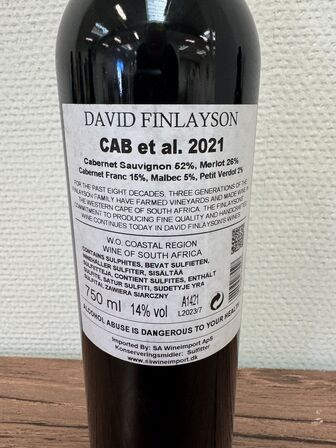 DAVID FINLAYSON
CAB et al. 2021
Cabernet Sauvignon 52%, Merlot 26%
Cabernet Franc 15%, Malbec 5%, Petit Verdot 2%
FOR THE PAST EIGHT DECADES, THREE GENERATIONS OF THE
FINLAYSON FAMILY HAVE FARMED VINEYARDS AND MADE WINE IN
THE WESTERN CAPE OF SOUTH AFRICA. THE FINLAYSONS'
COMMITMENT TO PRODUCING FINE QUALITY AND HANDCRAFTED
WINE CONTINUES TODAY IN DAVID FINLAYSON'S WINES.
W.O. COASTAL REGION
WINE OF SOUTH AFRICA
CONTAINS SULPHITES, BEVAT SULFIETEN,
INNEHÅLLER SULFITER, SISÄLTÄÄ
SULFIITTEJA, CONTIENT SULFITES, ENTHÄLT
SULFITE, SATUR SULFITI, SUDETYJE YRA
SULFITAI, ZAWIERA SIARCZNY
750 ml 14% vol A1421
L2023/7
ALCOHOL ABUSE IS DANGEROUS TO YOUR HEALTH
Imported By: SA Wineimport ApS
Konserveringsmidler: Sulfitter
www.sawineimport.dk